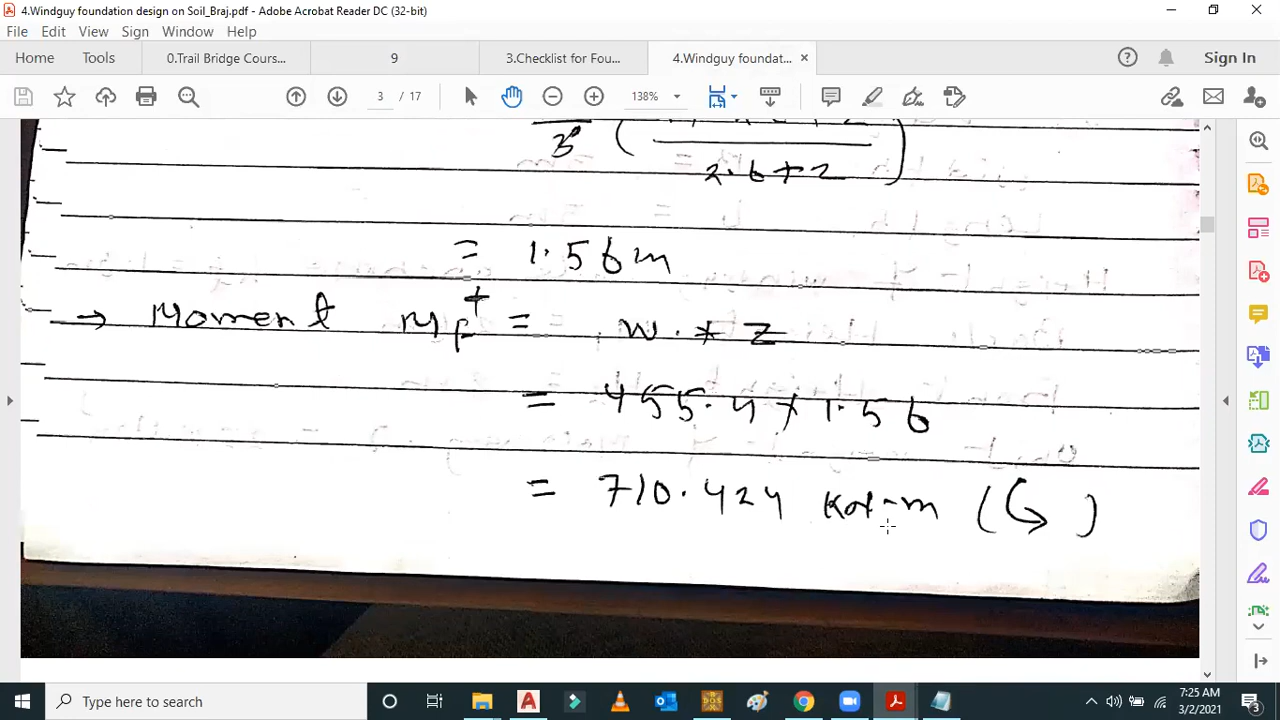 4.Windguy foundation design on Soil_Braj.pdf - Adobe Acrobat Reader DC (32-bit)
File Edit View Sign Window Help
Home Tools 0.Trail Bridge Cours... 9 3.Checklist for Fou... 4.Windguy foundat... × Sign In
3 / 17 138%
3
2.6+2
= 1.56m
→ Moment MF+ = W * Z
= 455.4 * 1.56
= 710.424 KN-m ( )
Type here to search
7:25 AM
3/2/2021
3